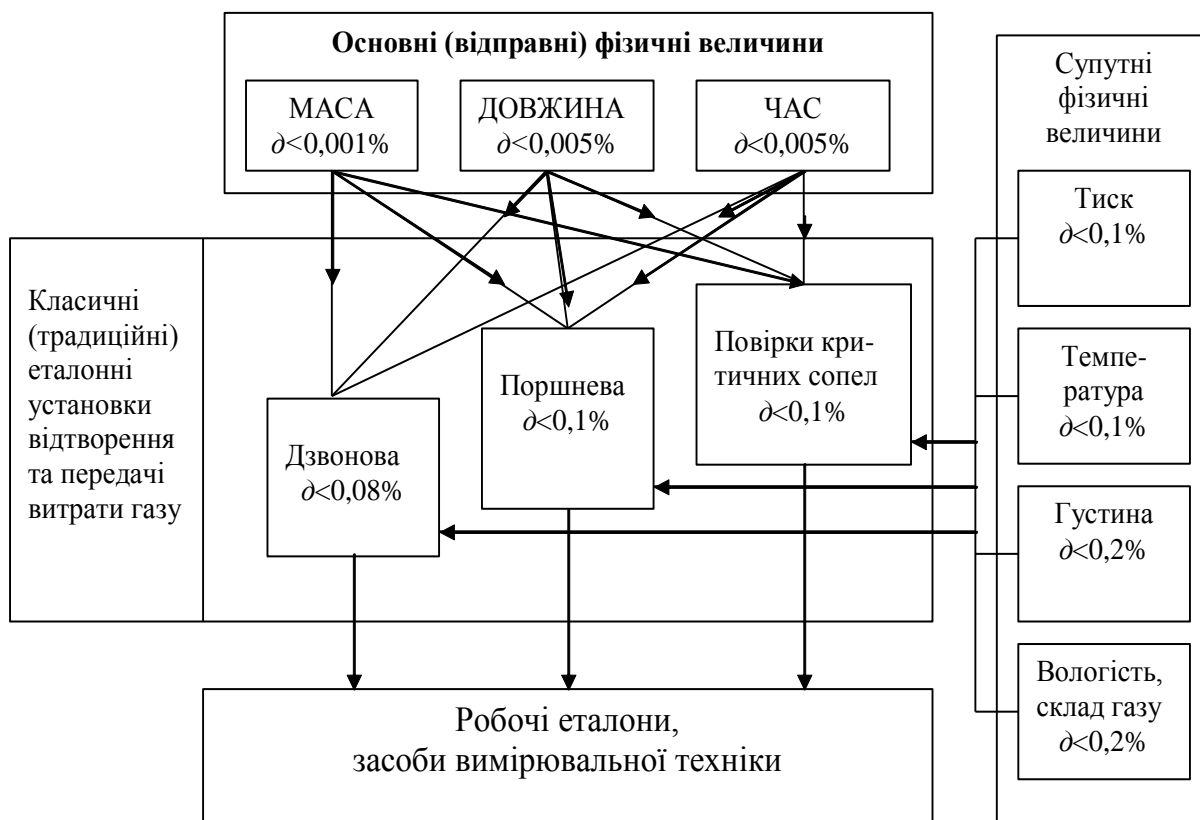 Основні (відправні) фізичні величини
МАСА
∂<0,001%
ДОВЖИНА
∂<0,005%
ЧАС
∂<0,005%
Супутні
фізичні
величини
Тиск
∂<0,1%
Темпе-
ратура
∂<0,1%
Густина
∂<0,2%
Вологість,
склад газу
∂<0,2%
Класичні
(традиційні)
еталонні
установки
відтворення
та передачі
витрати газу
Дзвонова
∂<0,08%
Поршнева
∂<0,1%
Повірки кри-
тичних сопел
∂<0,1%
Робочі еталони,
засоби вимірювальної техніки